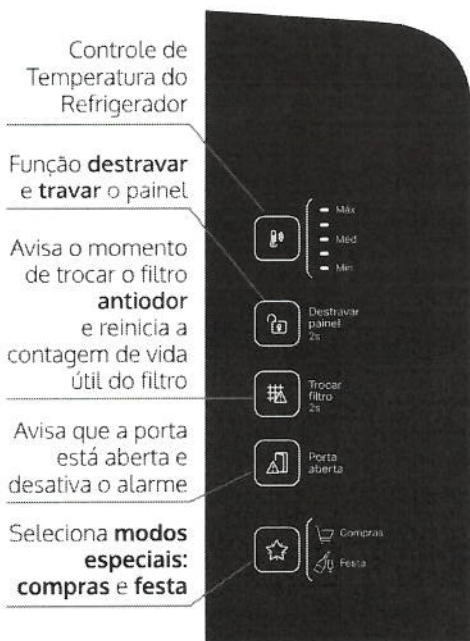 Controle de
Temperatura do
Refrigerador
Função destravar
e travar o painel
Avisa o momento
de trocar o filtro
antiodor
e reinicia a
contagem de vida
útil do filtro
Avisa que a porta
está aberta e
desativa o alarme
Seleciona modos
especiais:
compras e festa
Máx
Méd
Min
Destravar
painel
2s
Trocar
filtro
2s
Porta
aberta
Compras
Festa